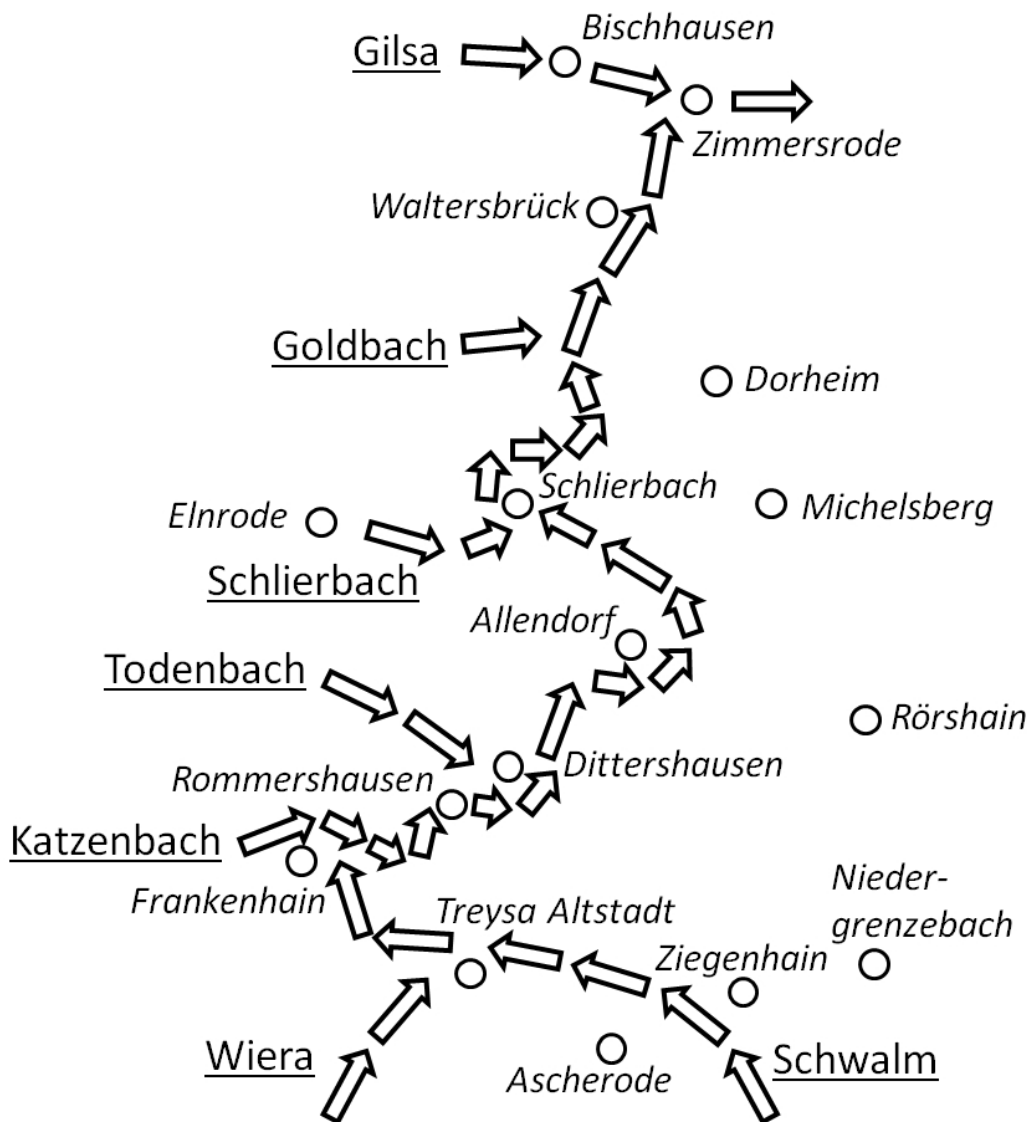 Bischhausen
Gilsa
Zimmersrode
Waltersbrück
Goldbach
Dorheim
Schlierbach
Elnrode
Michelsberg
Schlierbach
Allendorf
Todenbach
Rörshain
Dittershausen
Rommershausen
Katzenbach
Nieder-
grenzebach
Frankenhain
Treysa Altstadt
Ziegenhain
Wiera
Ascherode
Schwalm